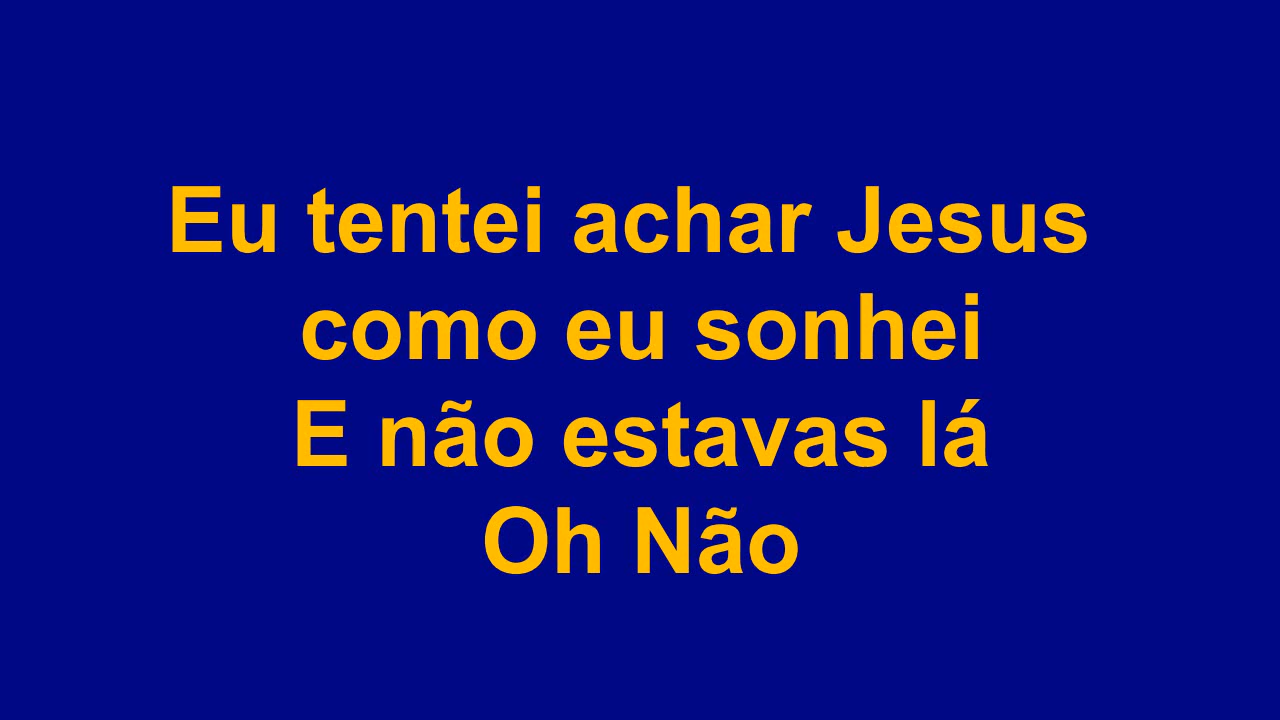 Eu tentei achar Jesus
como eu sonhei
E não estavas lá
Oh Não